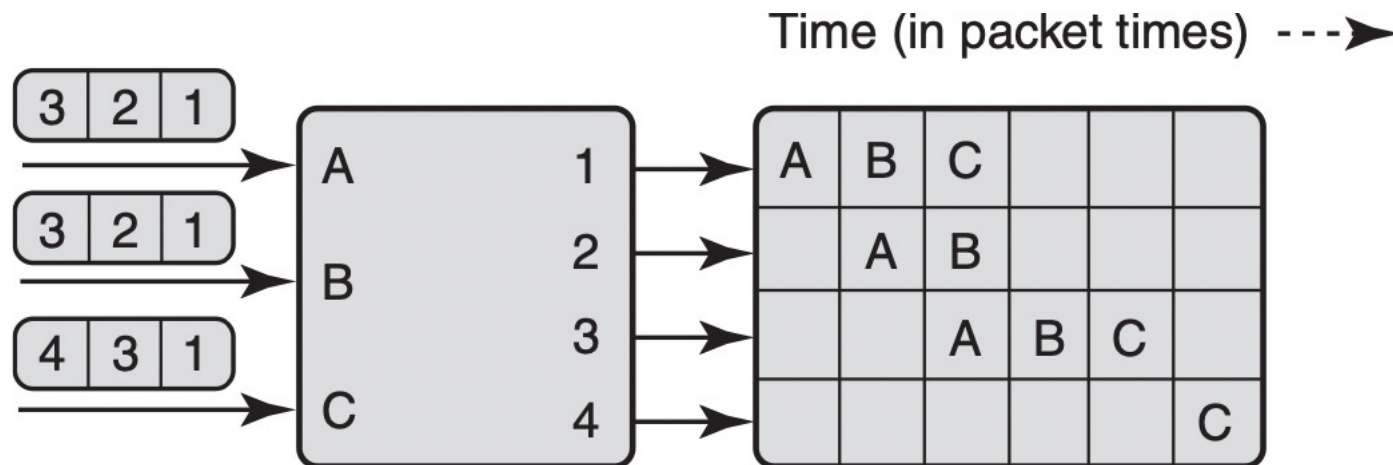 Time (in packet times)
3 2 1
A 1 A B C
3 2 1
B 2 A B
4 3 1
3 A B C
C 4 C